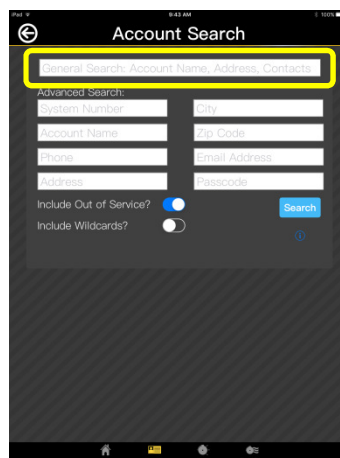 iPad
9:43 AM
100%
Account Search
General Search: Account Name, Address, Contacts
Advanced Search:
System Number City
Account Name Zip Code
Phone Email Address
Address Passcode
Include Out of Service?
Search
Include Wildcards?